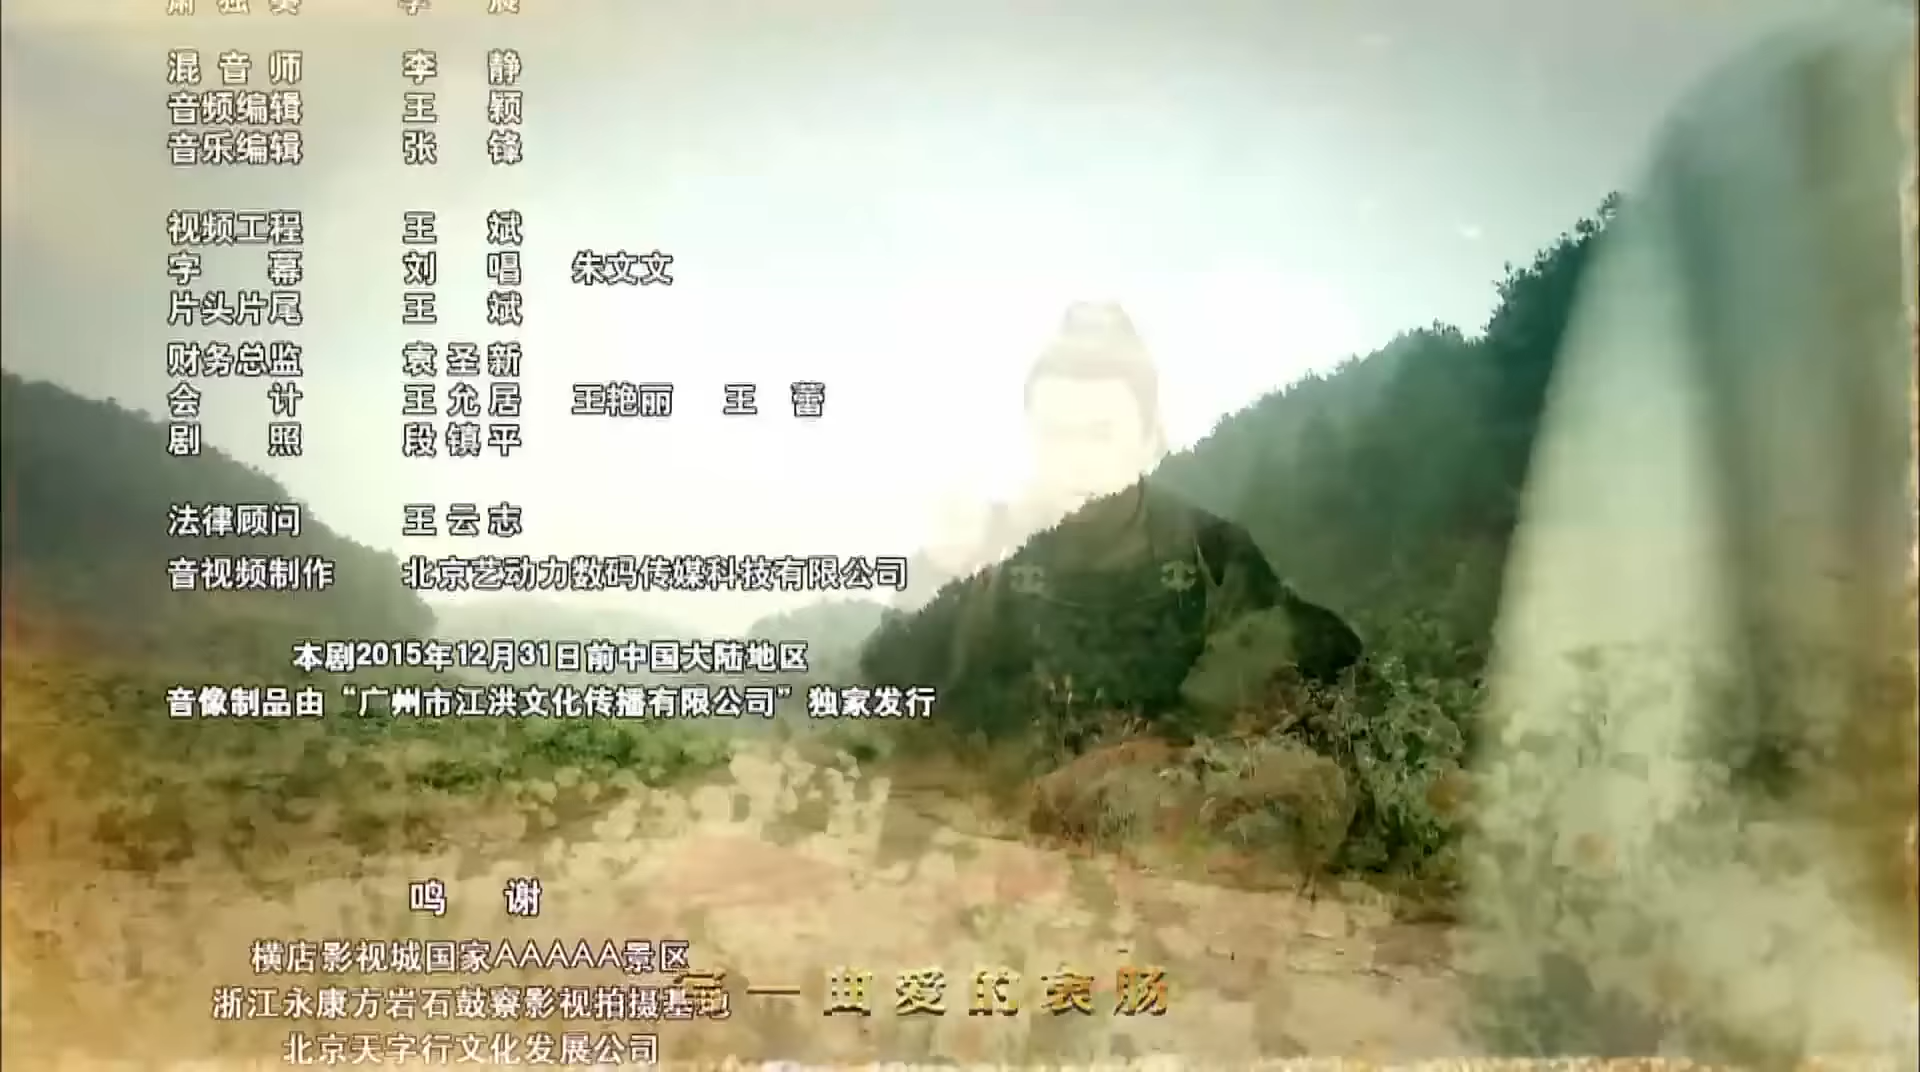 混音师 李静
音频编辑 王颖
音乐编辑 张锋
视频工程 王斌
字幕 刘唱 朱文文
片头片尾 王斌
财务总监 袁圣新
会计 王允居 王艳丽 王蕾
剧照 段镇平
法律顾问 王云志
音视频制作 北京艺动力数码传媒科技有限公司
本剧2015年12月31日前中国大陆地区
音像制品由“广州市江洪文化传播有限公司”独家发行
鸣谢
横店影视城国家AAAAA景区
一曲爱的衷肠
浙江永康方岩石鼓寮影视拍摄基地
北京天字行文化发展公司